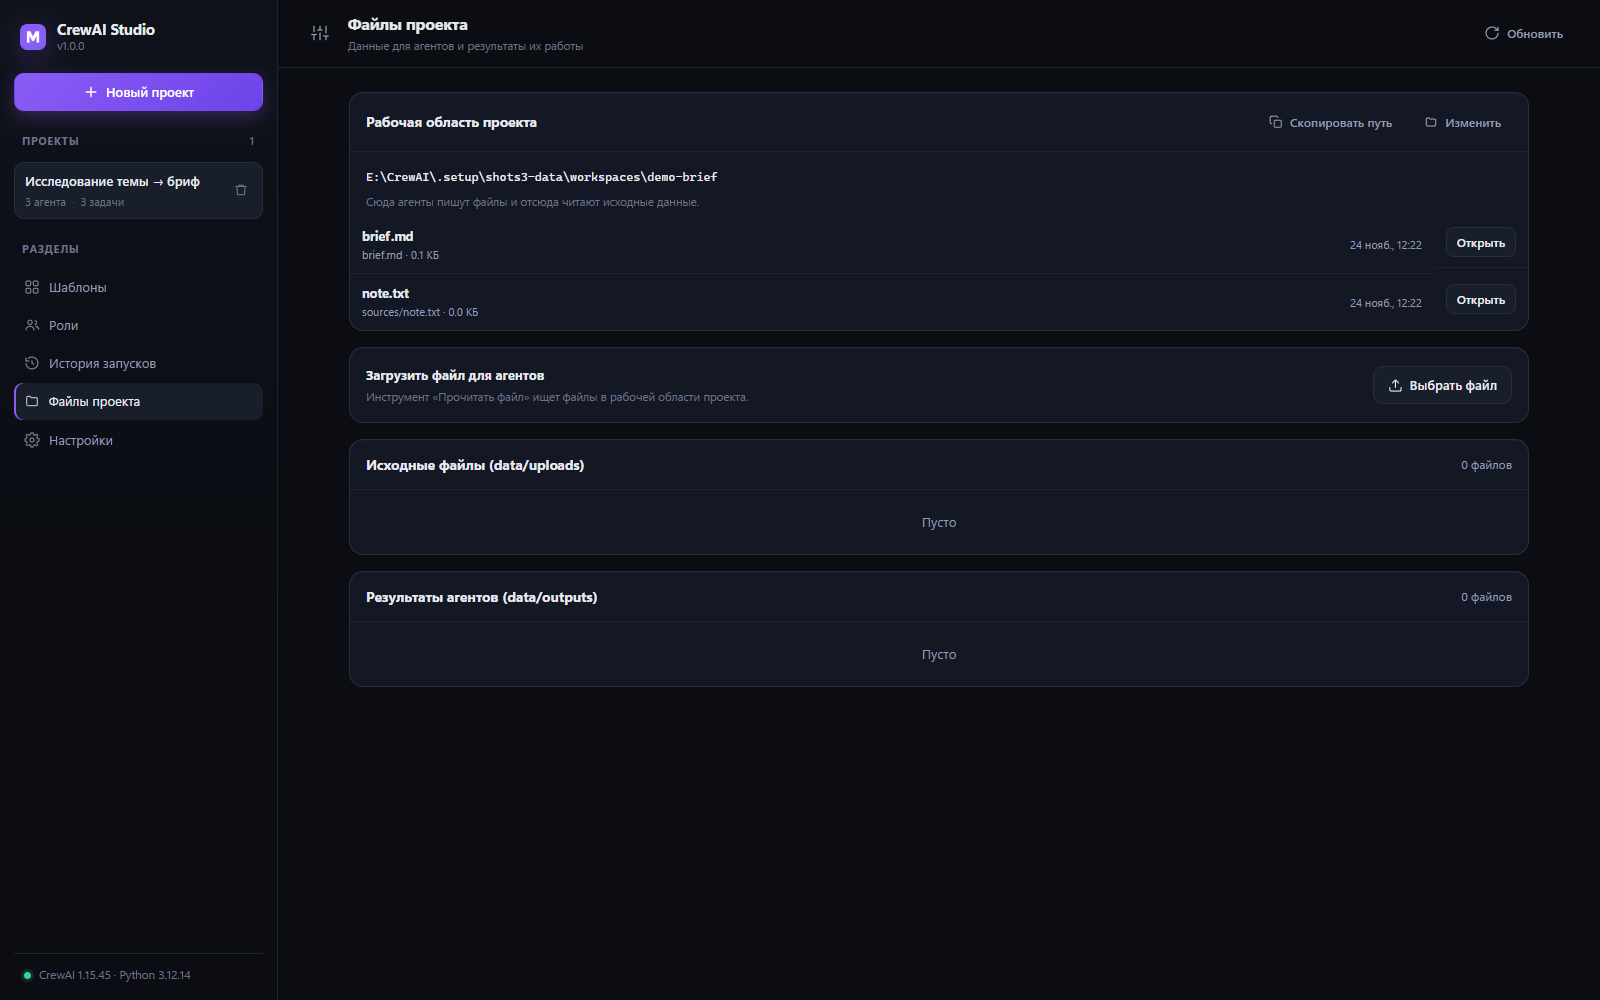 M
CrewAI Studio
v1.0.0
Новый проект
ПРОЕКТЫ 1
Исследование темы → бриф
3 агента · 3 задачи
РАЗДЕЛЫ
Шаблоны
Роли
История запусков
Файлы проекта
Настройки
CrewAI 1.15.45 · Python 3.12.14
Файлы проекта
Данные для агентов и результаты их работы
Обновить
Рабочая область проекта
Скопировать путь
Изменить
E:\CrewAI\.setup\shots3-data\workspaces\demo-brief
Сюда агенты пишут файлы и отсюда читают исходные данные.
brief.md
brief.md · 0.1 КБ
24 нояб., 12:22
Открыть
note.txt
sources/note.txt · 0.0 КБ
24 нояб., 12:22
Открыть
Загрузить файл для агентов
Инструмент «Прочитать файл» ищет файлы в рабочей области проекта.
Выбрать файл
Исходные файлы (data/uploads)
0 файлов
Пусто
Результаты агентов (data/outputs)
0 файлов
Пусто